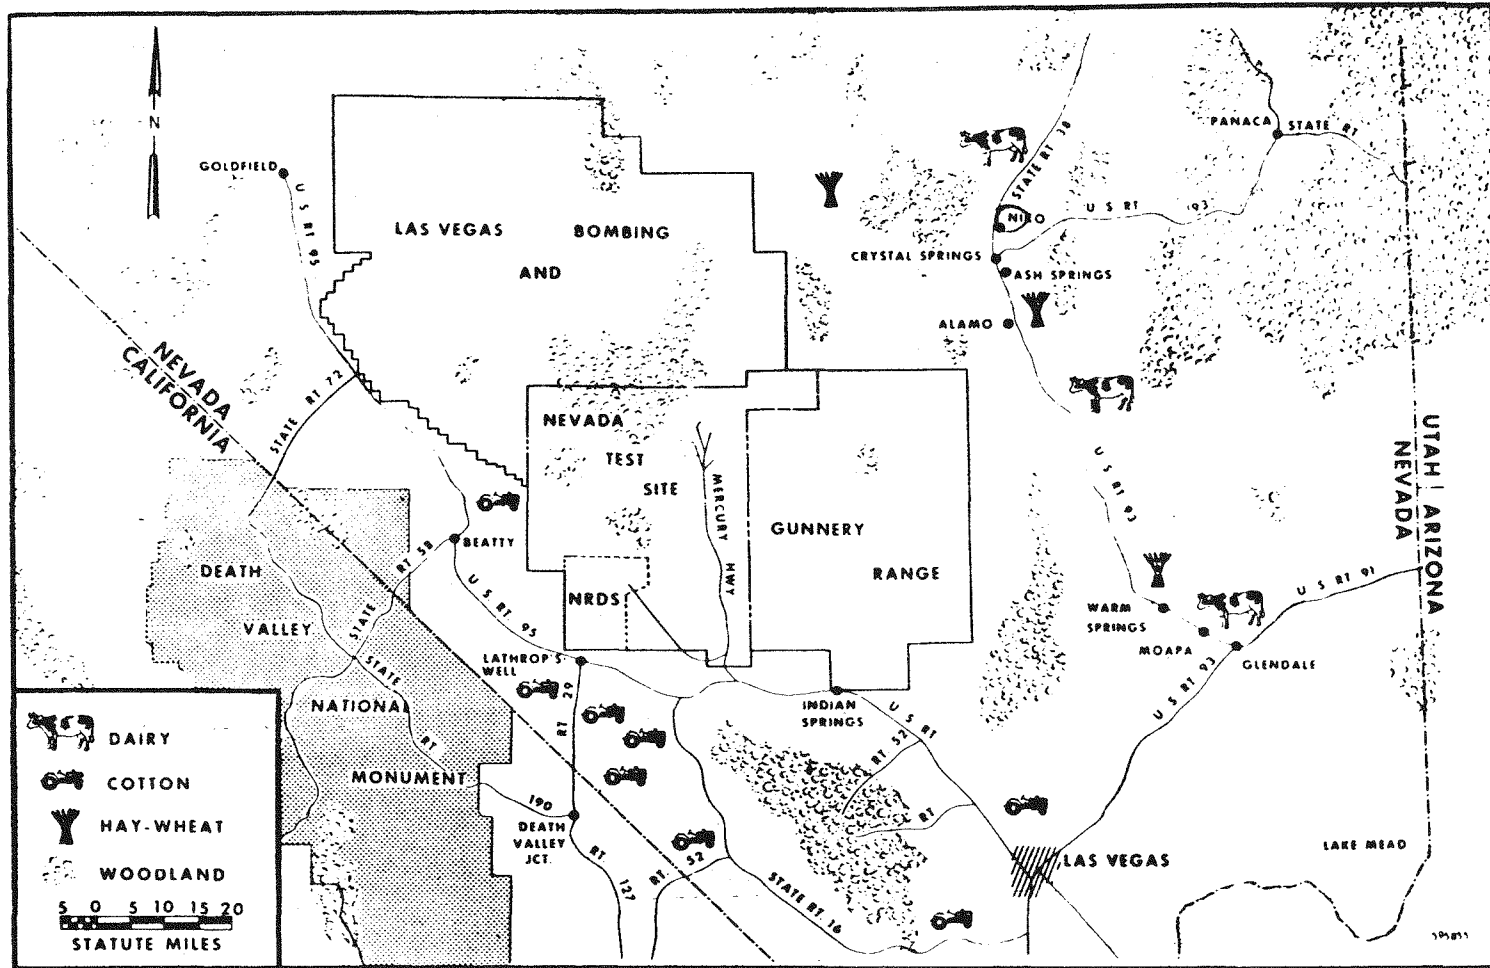 N
GOLDFIELD
U S RT 95
LAS VEGAS BOMBING
AND
STATE RT 38
PANACA
STATE RT
U S RT 93
CRYSTAL SPRINGS
ASH SPRINGS
ALAMO
NEVADA
CALIFORNIA
STATE RT 72
NEVADA
TEST
SITE
MERCURY HWY
GUNNERY
RANGE
U S RT 93
UTAH ARIZONA
NEVADA
BEATTY
STATE RT 58
DEATH
VALLEY
NATIONAL
MONUMENT
STATE RT 190
U S RT 95
NRDS
LATHROP'S
WELL
RT 29
WARM
SPRINGS
MOAPA
GLENDALE
U S RT 91
U S RT 93
INDIAN
SPRINGS
U S RT
RT 52
RT
DEATH
VALLEY
JCT.
RT. 127
RT. 52
STATE RT. 16
LAS VEGAS
LAKE MEAD
DAIRY
COTTON
HAY-WHEAT
WOODLAND
5 0 5 10 15 20
STATUTE MILES